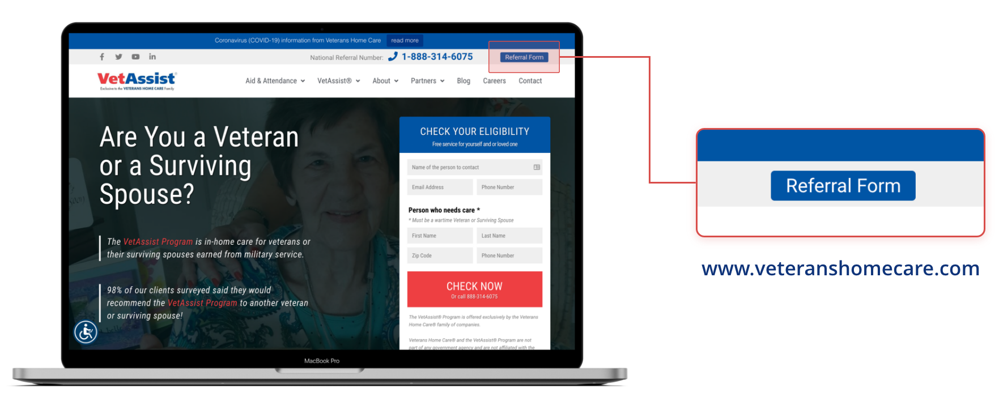 Coronavirus (COVID-19) information from Veterans Home Care read more
National Referral Number: 1-888-314-6075 Referral Form
VetAssist®
Exclusive to the VETERANS HOME CARE Family
Aid & Attendance VetAssist® About Partners Blog Careers Contact
Are You a Veteran
or a Surviving
Spouse?
The VetAssist Program is in-home care for veterans or
their surviving spouses earned from military service.
98% of our clients surveyed said they would
recommend the VetAssist Program to another veteran
or surviving spouse!
CHECK YOUR ELIGIBILITY
Free service for yourself and or loved one
Name of the person to contact
Email Address Phone Number
Person who needs care *
* Must be a wartime Veteran or Surviving Spouse
First Name Last Name
Zip Code Phone Number
CHECK NOW
Or call 888-314-6075
The VetAssist® Program is offered exclusively by the Veterans
Home Care® family of companies.
Veterans Home Care® and the VetAssist® Program are not
part of any government agency and are not affiliated with the
MacBook Pro
Referral Form
www.veteranshomecare.com